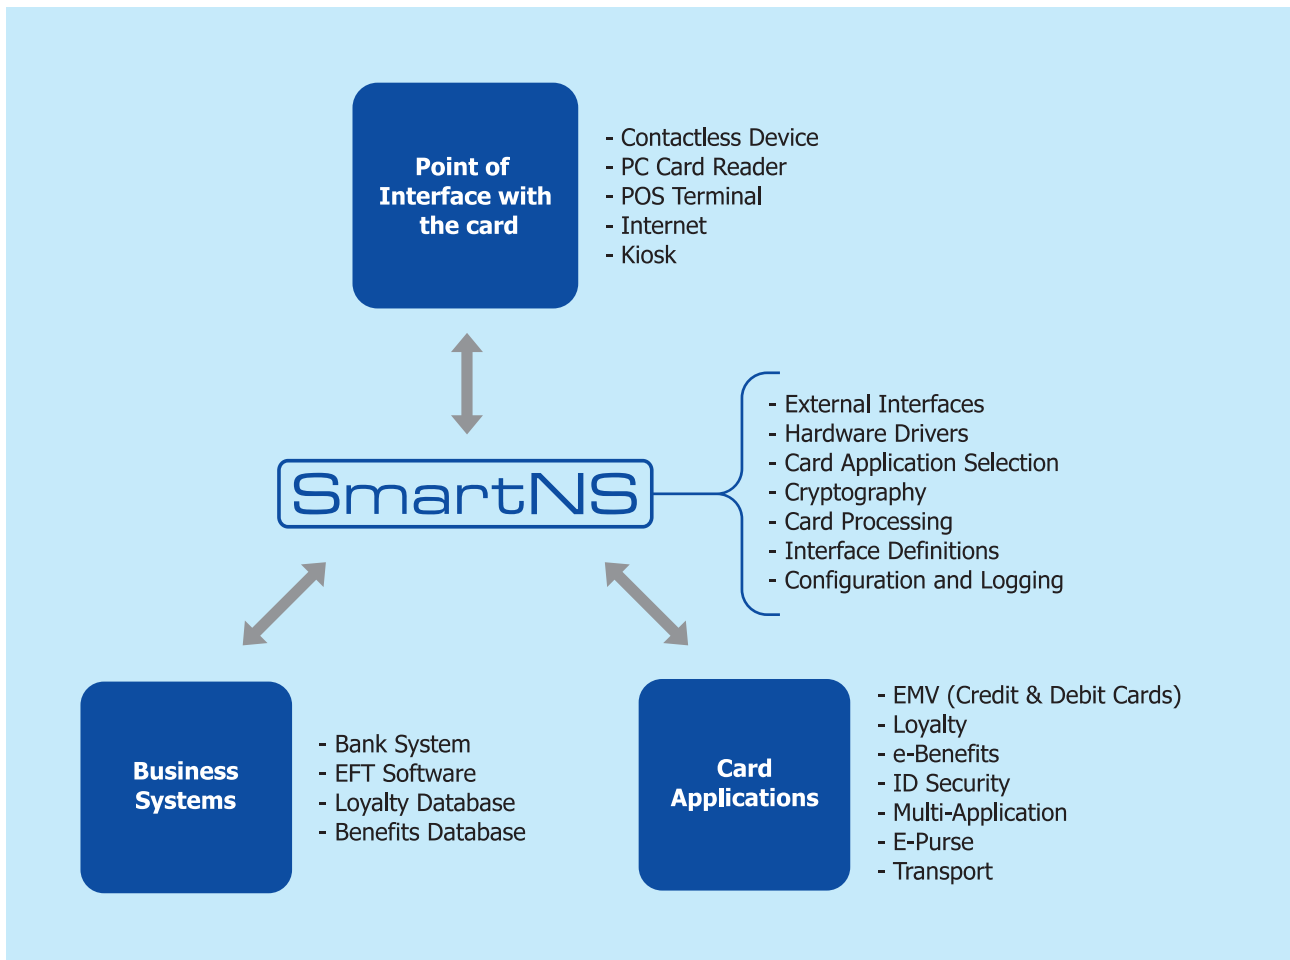 Point of
Interface with
the card
- Contactless Device
- PC Card Reader
- POS Terminal
- Internet
- Kiosk
SmartNS
- External Interfaces
- Hardware Drivers
- Card Application Selection
- Cryptography
- Card Processing
- Interface Definitions
- Configuration and Logging
Business
Systems
- Bank System
- EFT Software
- Loyalty Database
- Benefits Database
Card
Applications
- EMV (Credit & Debit Cards)
- Loyalty
- e-Benefits
- ID Security
- Multi-Application
- E-Purse
- Transport